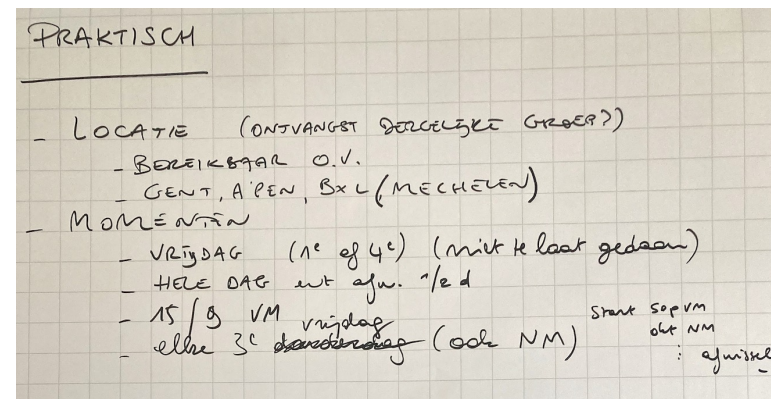 PRAKTISCH
- LOCATIE (ONTVANGST DERGELIJKE GROEP?)
- BEREIKBAAR O.V.
- GENT, A'PEN, BXL (MECHELEN)
- MOMENTEN
- VRIJDAG (1e of 4e) (niet te laat gedaan)
- HELE DAG ent afw. 1/2 d
- 15/9 VM
vrijdag
- elke 3e donderdag (ook NM)
Start sep VM
okt NM
: afwissel